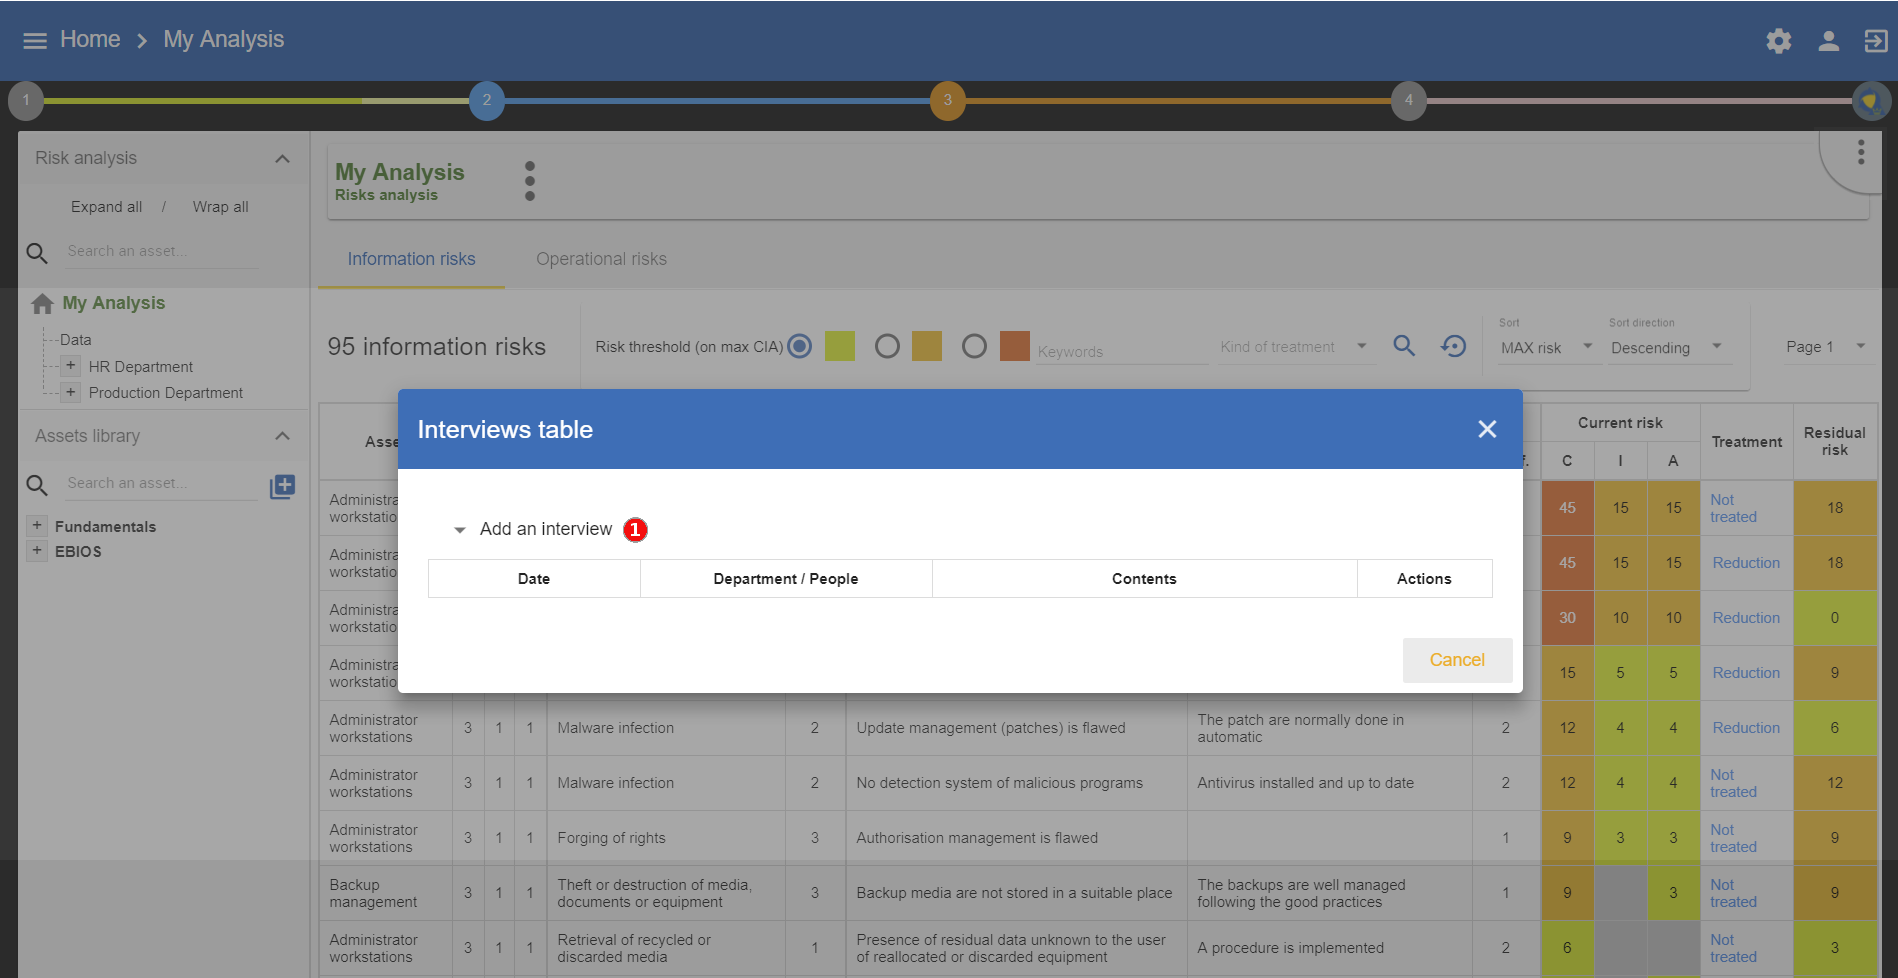 Home > My Analysis
1 2 3 4
Risk analysis
Expand all / Wrap all
Search an asset...
My Analysis
Data
+ HR Department
+ Production Department
Assets library
Search an asset...
+ Fundamentals
+ EBIOS
My Analysis
Risks analysis
Information risks Operational risks
95 information risks
Risk threshold (on max CIA)
Keywords
Kind of treatment
Sort
MAX risk
Sort direction
Descending
Page 1
Interviews table
Add an interview 1
Date Department / People Contents Actions
Cancel
Current risk
C I A
Treatment
Residual
risk
Not
treated
45 15 15 18
45 15 15 Reduction 18
30 10 10 Reduction 0
15 5 5 Reduction 9
Administrator
workstations
3 1 1 Malware infection 2 Update management (patches) is flawed
The patch are normally done in
automatic
2 12 4 4 Reduction 6
Administrator
workstations
3 1 1 Malware infection 2 No detection system of malicious programs Antivirus installed and up to date 2 12 4 4
Not
treated
12
Administrator
workstations
3 1 1 Forging of rights 3 Authorisation management is flawed 1 9 3 3
Not
treated
9
Backup
management
3 1 1
Theft or destruction of media,
documents or equipment
3 Backup media are not stored in a suitable place
The backups are well managed
following the good practices
1 9 3
Not
treated
9
Administrator
workstations
3 1 1
Retrieval of recycled or
discarded media
1
Presence of residual data unknown to the user
of reallocated or discarded equipment
A procedure is implemented 2 6
Not
treated
3